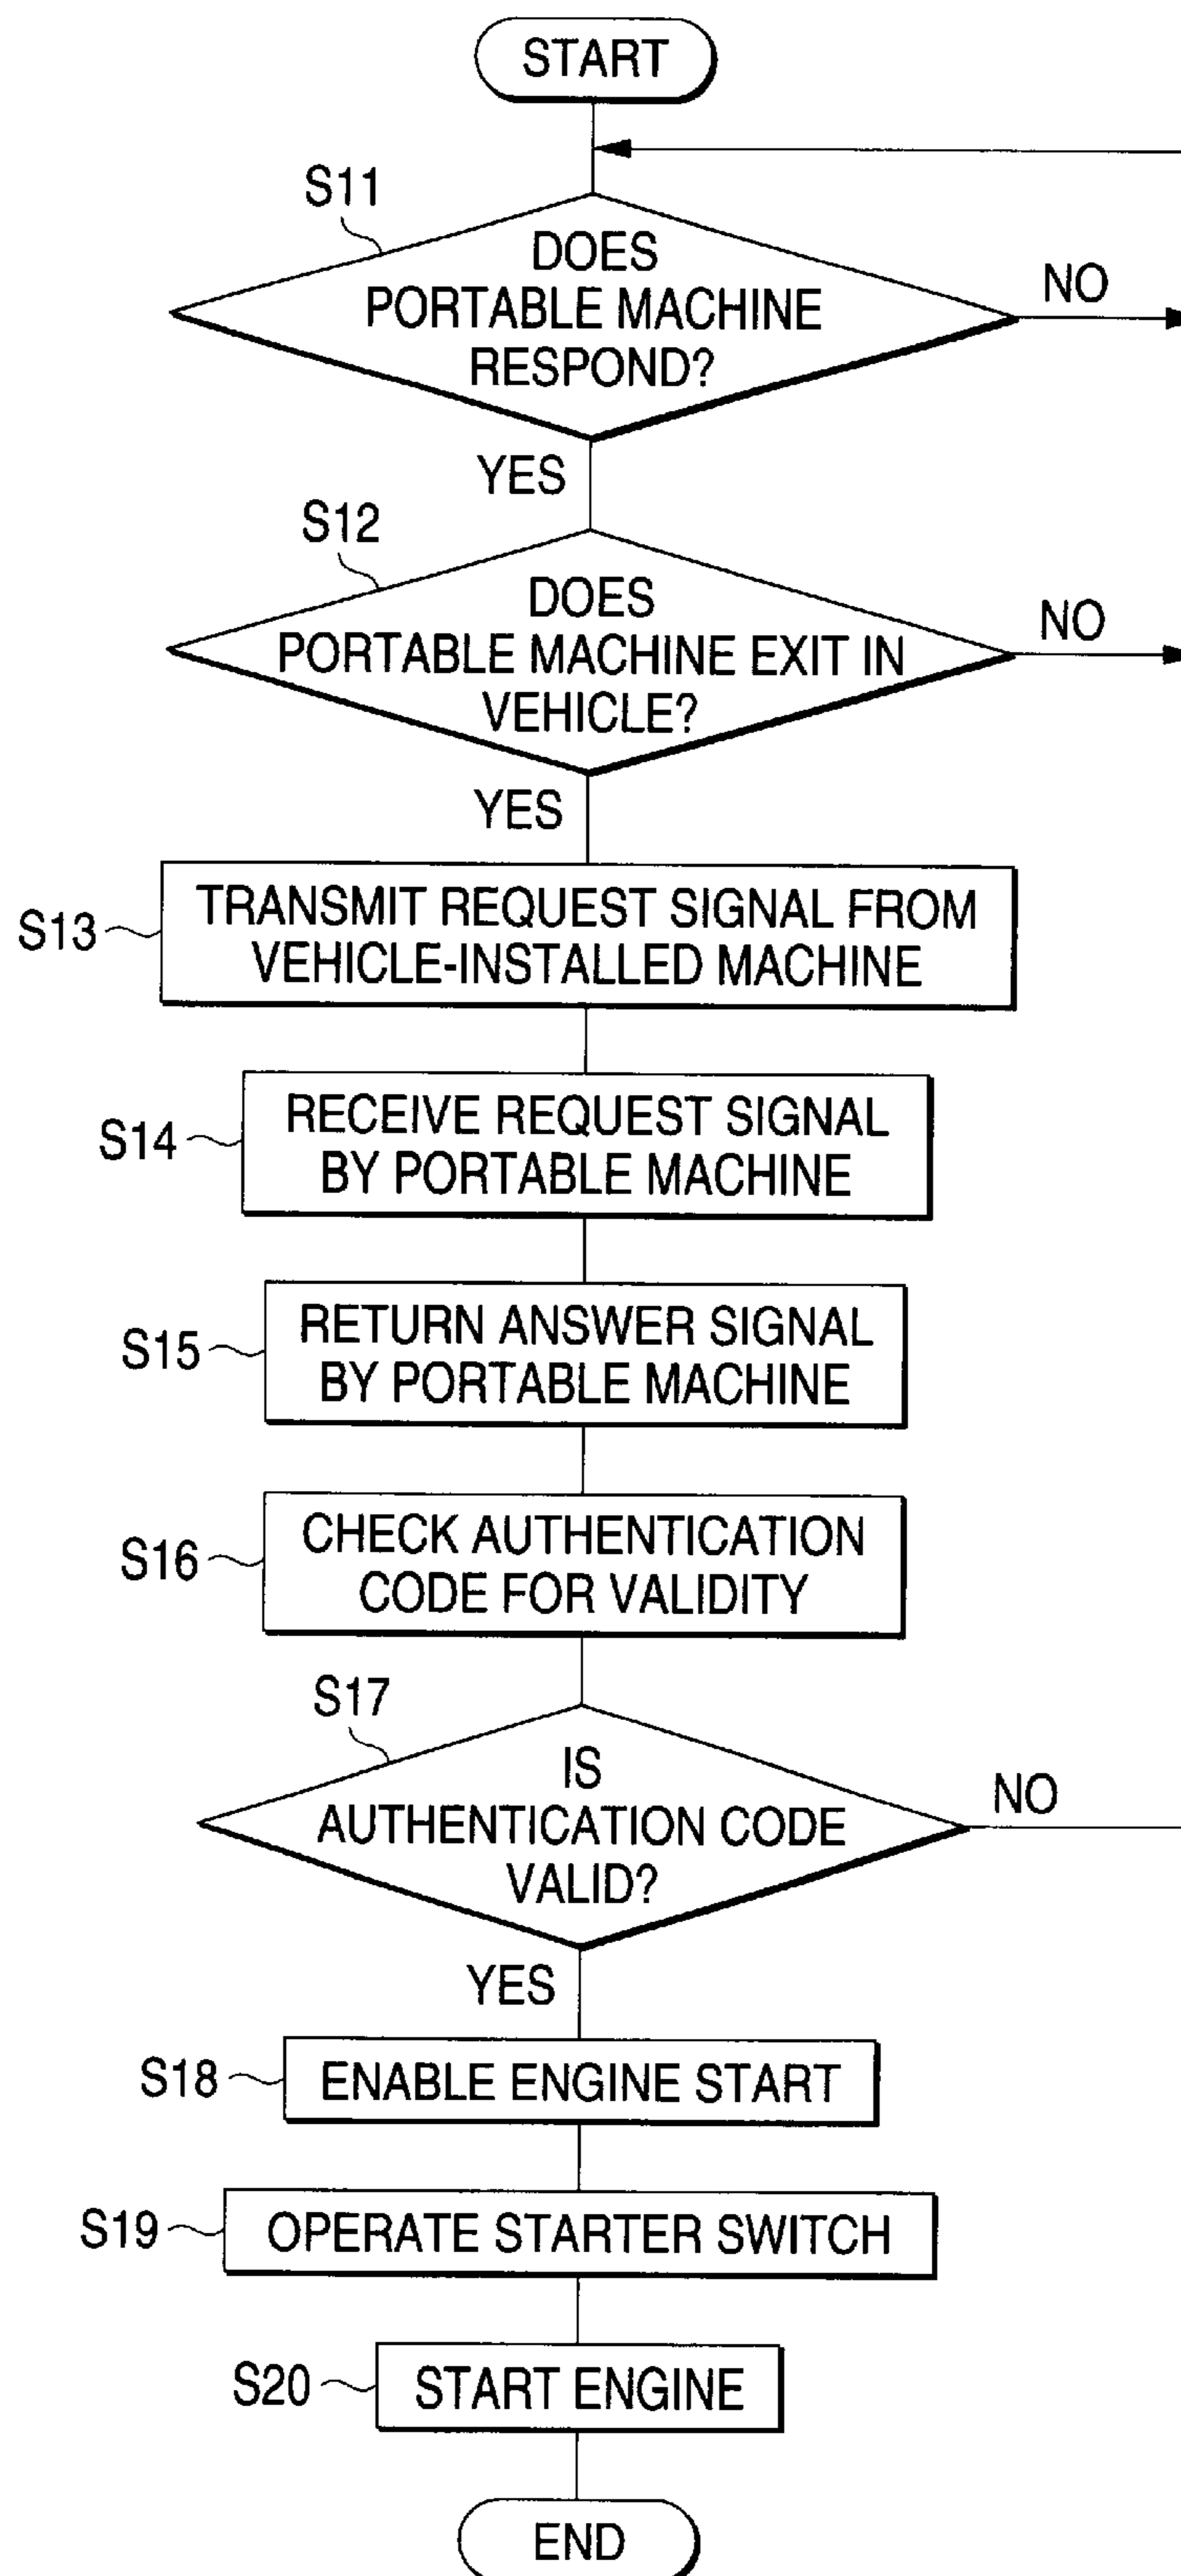 START
S11
DOES
PORTABLE MACHINE
RESPOND?
NO
YES
S12
DOES
PORTABLE MACHINE EXIT IN
VEHICLE?
NO
YES
S13
TRANSMIT REQUEST SIGNAL FROM
VEHICLE-INSTALLED MACHINE
S14
RECEIVE REQUEST SIGNAL
BY PORTABLE MACHINE
S15
RETURN ANSWER SIGNAL
BY PORTABLE MACHINE
S16
CHECK AUTHENTICATION
CODE FOR VALIDITY
S17
IS
AUTHENTICATION CODE
VALID?
NO
YES
S18
ENABLE ENGINE START
S19
OPERATE STARTER SWITCH
S20
START ENGINE
END